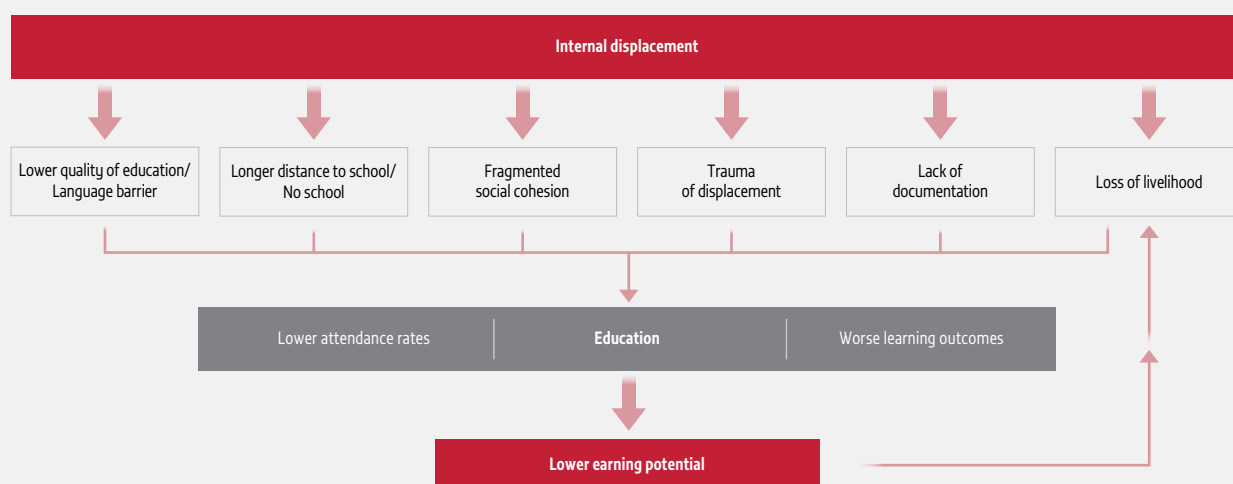 Internal displacement
Lower quality of education/
Language barrier
Longer distance to school/
No school
Fragmented
social cohesion
Trauma
of displacement
Lack of
documentation
Loss of livelihood
Lower attendance rates
Education
Worse learning outcomes
Lower earning potential